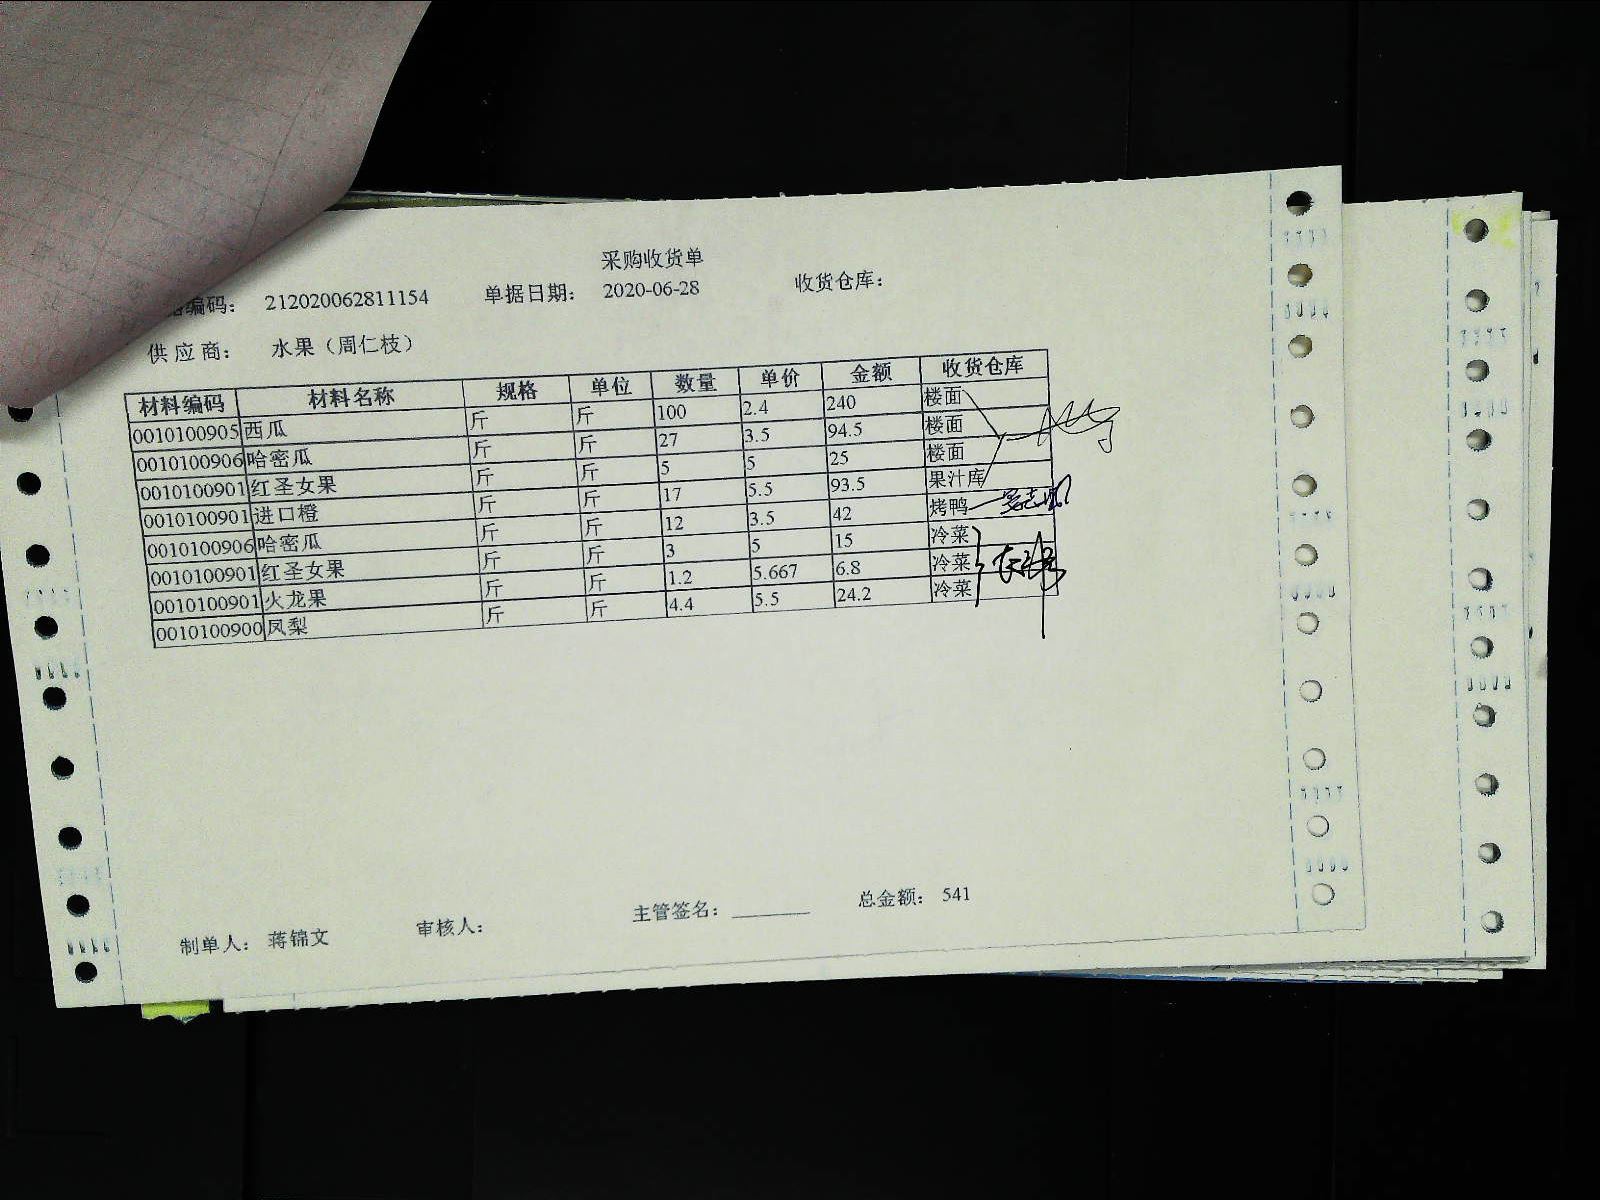 采购收货单
编码： 212020062811154 单据日期： 2020-06-28 收货仓库：
供 应 商： 水果（周仁枝）
材料编码 材料名称 规格 单位 数量 单价 金额 收货仓库
0010100905 西瓜 斤 斤 100 2.4 240 楼面
0010100906 哈密瓜 斤 斤 27 3.5 94.5 楼面
0010100901 红圣女果 斤 斤 5 5 25 楼面
0010100901 进口橙 斤 斤 17 5.5 93.5 果汁库
0010100906 哈密瓜 斤 斤 12 3.5 42 烤鸭
0010100901 红圣女果 斤 斤 3 5 15 冷菜
0010100901 火龙果 斤 斤 1.2 5.667 6.8 冷菜
0010100900 凤梨 斤 斤 4.4 5.5 24.2 冷菜
制单人： 蒋锦文 审核人： 主管签名： ________ 总金额： 541